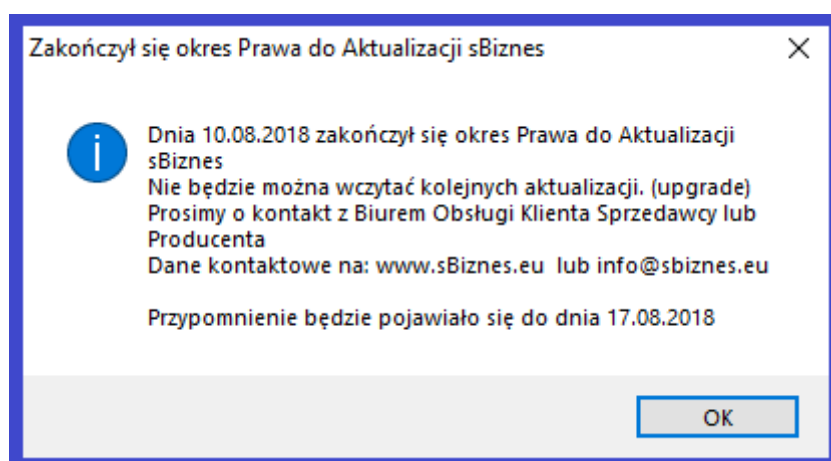 Zakończył się okres Prawa do Aktualizacji sBiznes
Dnia 10.08.2018 zakończył się okres Prawa do Aktualizacji
sBiznes
Nie będzie można wczytać kolejnych aktualizacji. (upgrade)
Prosimy o kontakt z Biurem Obsługi Klienta Sprzedawcy lub
Producenta
Dane kontaktowe na: www.sBiznes.eu lub info@sbiznes.eu
Przypomnienie będzie pojawiało się do dnia 17.08.2018
OK